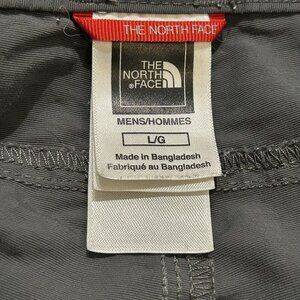 THE NORTH FACE
THE
NORTH
FACE
®
MENS/HOMMES
L/G
Made in Bangladesh
Fabriqué au Bangladesh